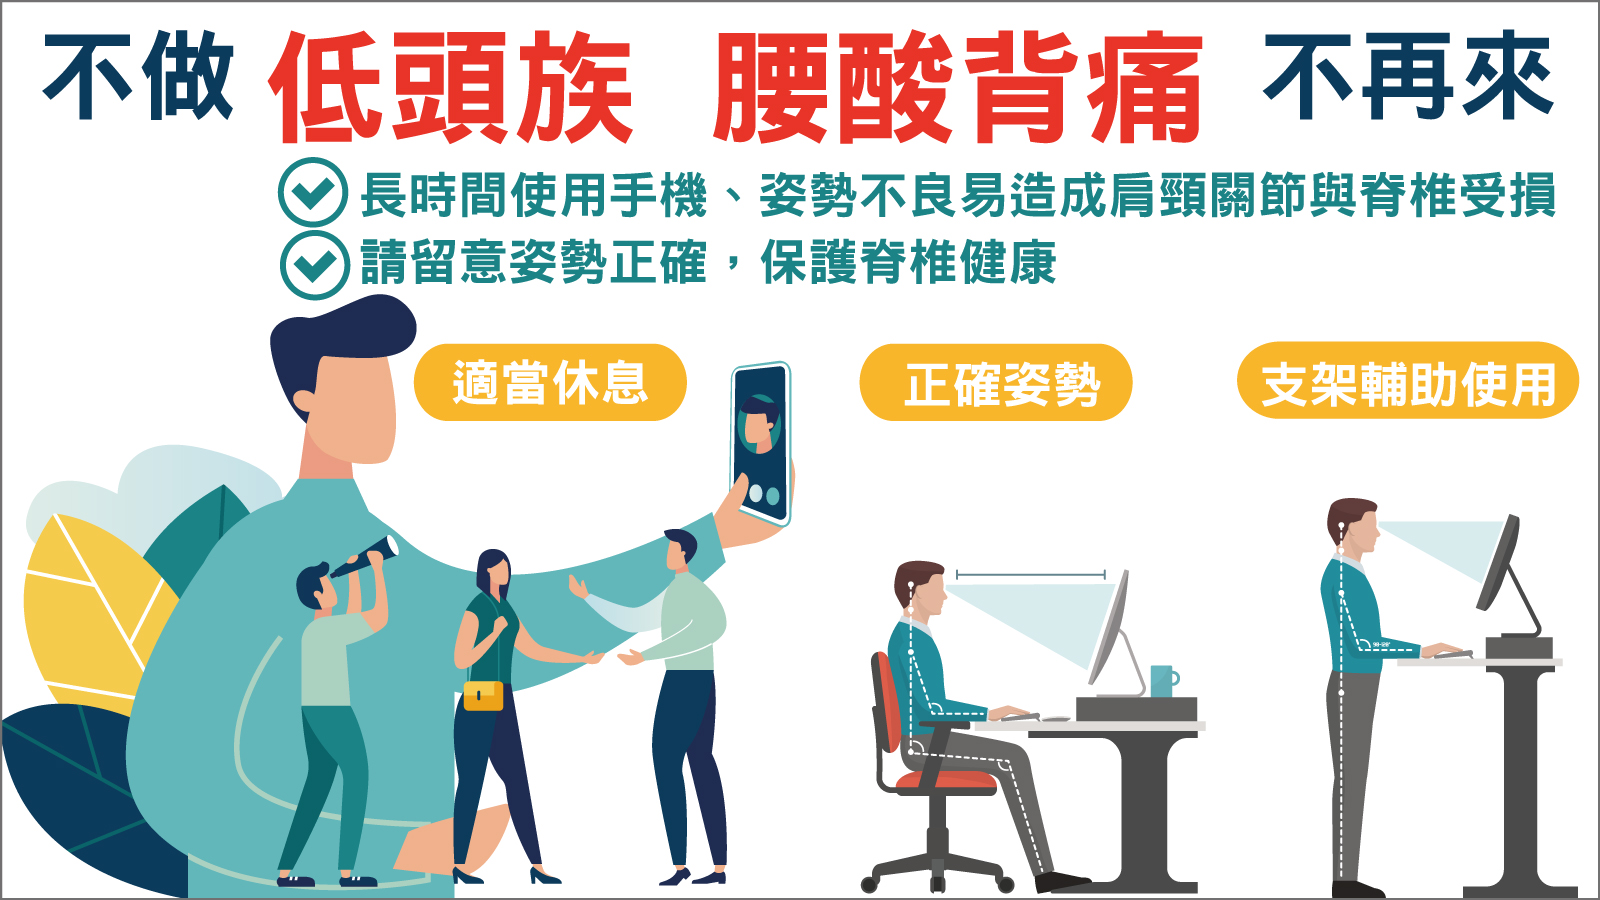 不做 低頭族 腰酸背痛 不再來
長時間使用手機、姿勢不良易造成肩頸關節與脊椎受損
請留意姿勢正確，保護脊椎健康
適當休息
正確姿勢
支架輔助使用